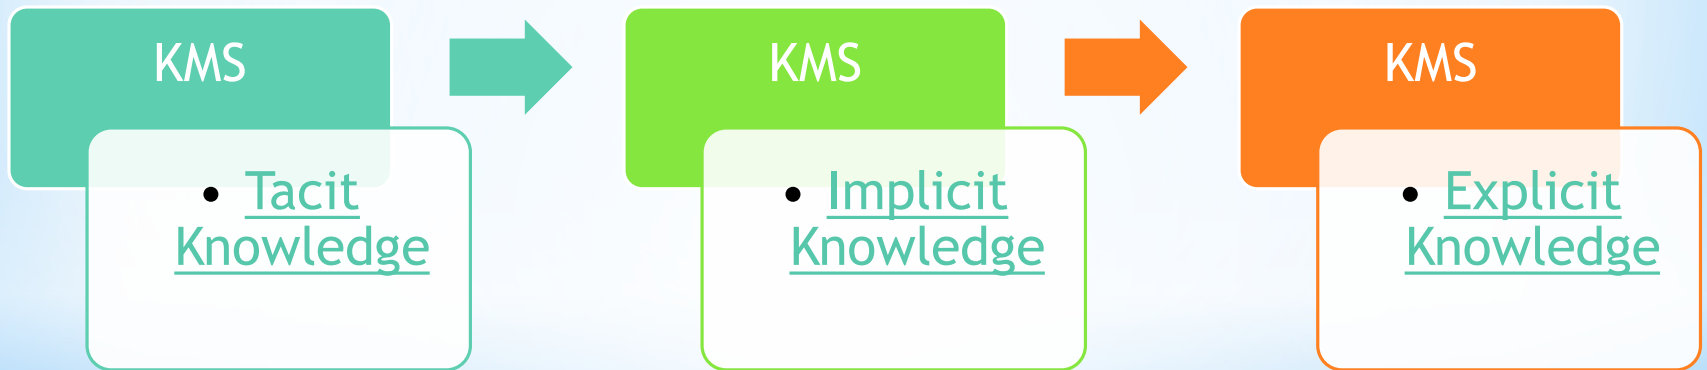 KMS
• Tacit
Knowledge
KMS
• Implicit
Knowledge
KMS
• Explicit
Knowledge